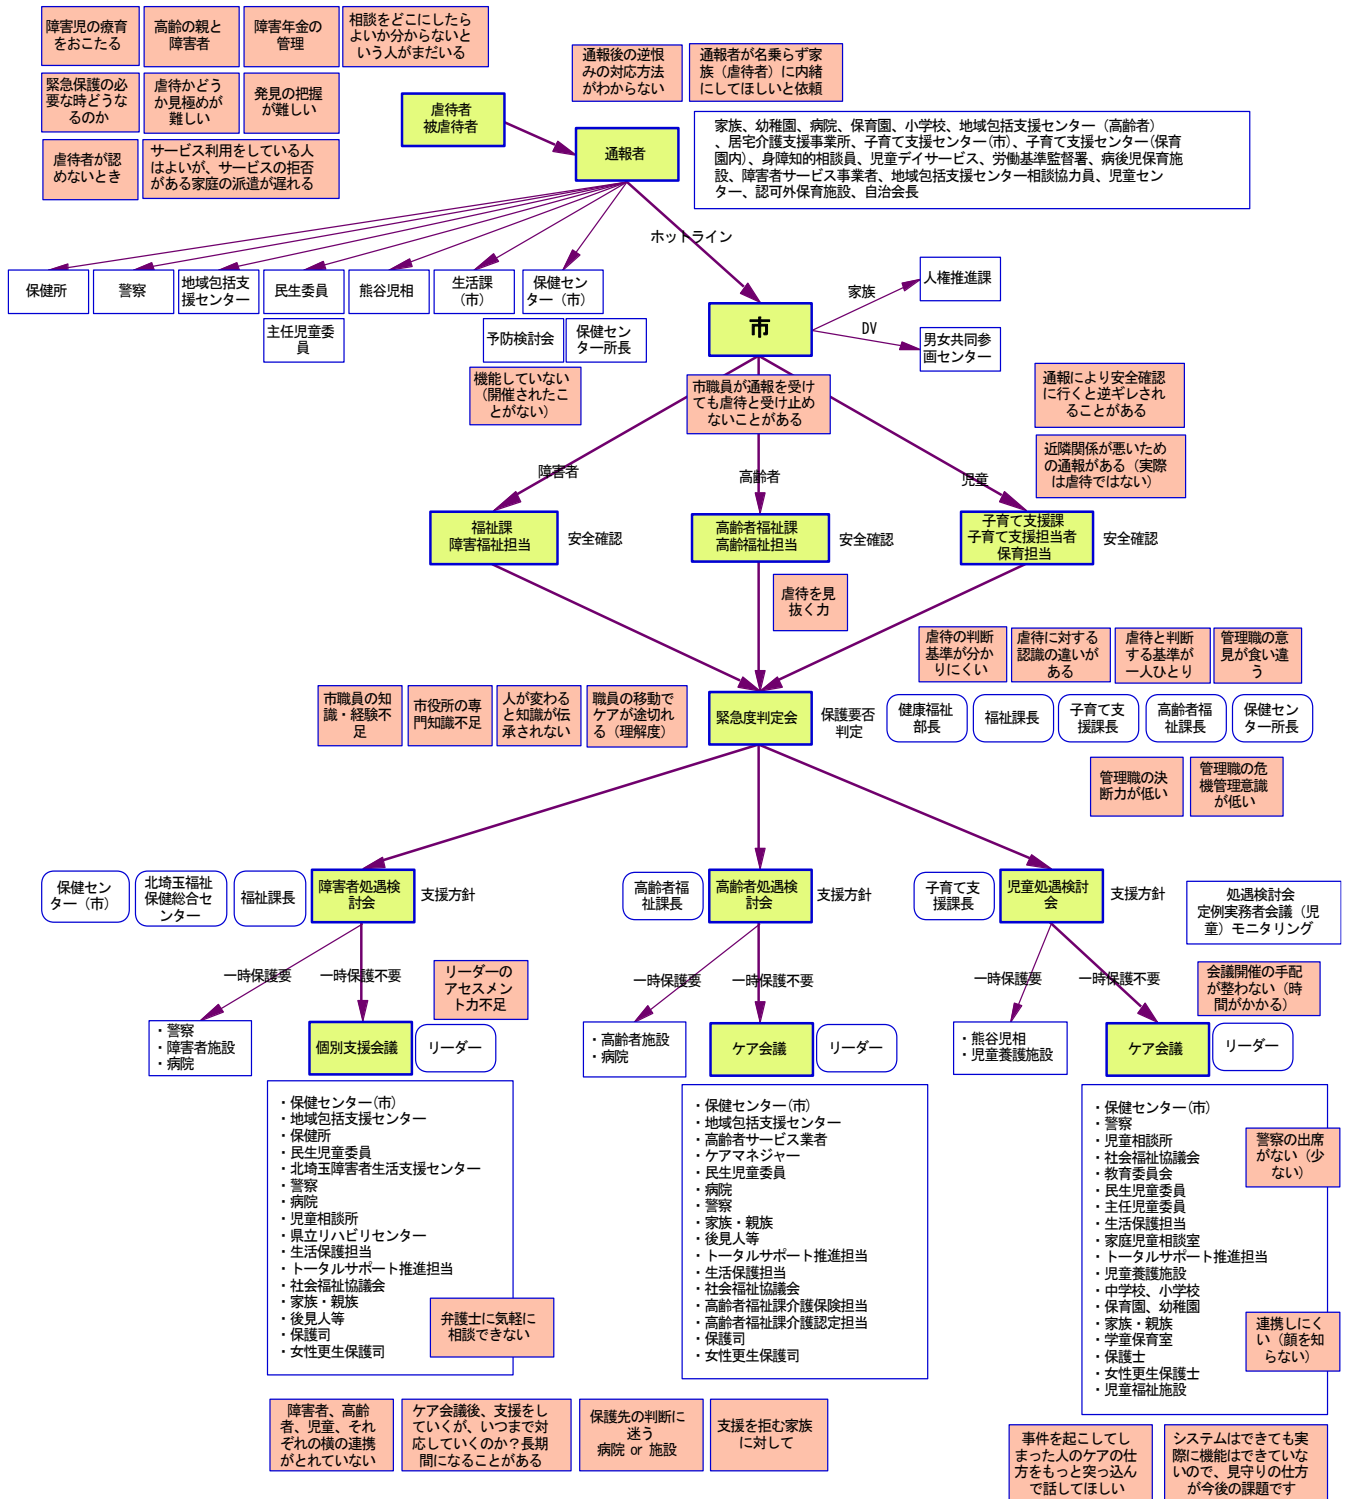 障害児の療育
をおこたる
高齢の親と
障害者
障害年金の
管理
相談をどこにしたら
よいか分からないと
いう人がまだいる
緊急保護の必
要な時どうな
るのか
虐待かどう
か見極めが
難しい
発見の把握
が難しい
虐待者が認
めないとき
サービス利用をしている人
はよいが、サービスの拒否
がある家庭の派遣が遅れる
通報後の逆恨
みの対応方法
がわからない
通報者が名乗らず家
族（虐待者）に内緒
にしてほしいと依頼
虐待者
被虐待者
通報者
家族、幼稚園、病院、保育園、小学校、地域包括支援センター（高齢者）
、居宅介護支援事業所、子育て支援センター(市)、子育て支援センター(保育
園内)、身障知的相談員、児童デイサービス、労働基準監督署、病後児保育施
設、障害者サービス事業者、地域包括支援センター相談協力員、児童セン
ター、認可外保育施設、自治会長
ホットライン
保健所
警察
地域包括支
援センター
民生委員
熊谷児相
生活課
（市）
保健セン
ター（市）
主任児童委
員
予防検討会
保健セン
ター所長
機能していない
（開催されたこ
とがない）
市
家族
人権推進課
DV
男女共同参
画センター
市職員が通報を受け
ても虐待と受け止め
ないことがある
通報により安全確認
に行くと逆ギレされ
ることがある
近隣関係が悪いため
の通報がある（実際
は虐待ではない）
障害者
高齢者
児童
福祉課
障害福祉担当
安全確認
高齢者福祉課
高齢福祉担当
安全確認
子育て支援課
子育て支援担当者
保育担当
安全確認
虐待を見
抜く力
虐待の判断
基準が分か
りにくい
虐待に対する
認識の違いが
ある
虐待と判断
する基準が
一人ひとり
管理職の意
見が食い違
う
市職員の知
識・経験不
足
市役所の専
門知識不足
人が変わる
と知識が伝
承されない
職員の移動で
ケアが途切れ
る（理解度）
緊急度判定会
保護要否
判定
健康福祉
部長
福祉課長
子育て支
援課長
高齢者福
祉課長
保健セン
ター所長
管理職の決
断力が低い
管理職の危
機管理意識
が低い
保健セン
ター（市）
北埼玉福祉
保健総合セ
ンター
福祉課長
障害者処遇検
討会
支援方針
高齢者福
祉課長
高齢者処遇検
討会
支援方針
子育て支
援課長
児童処遇検討
会
支援方針
処遇検討会
定例実務者会議（児
童）モニタリング
一時保護要
一時保護不要
リーダーの
アセスメン
ト力不足
一時保護要
一時保護不要
一時保護要
一時保護不要
会議開催の手配
が整わない（時
間がかかる）
・警察
・障害者施設
・病院
個別支援会議
リーダー
・高齢者施設
・病院
ケア会議
リーダー
・熊谷児相
・児童養護施設
ケア会議
リーダー
・保健センター(市)
・地域包括支援センター
・保健所
・民生児童委員
・北埼玉障害者生活支援センター
・警察
・病院
・児童相談所
・県立リハビリセンター
・生活保護担当
・トータルサポート推進担当
・社会福祉協議会
・家族・親族
・後見人等
・保護司
・女性更生保護司
弁護士に気軽に
相談できない
・保健センター(市)
・地域包括支援センター
・高齢者サービス業者
・ケアマネジャー
・民生児童委員
・病院
・警察
・家族・親族
・後見人等
・トータルサポート推進担当
・生活保護担当
・社会福祉協議会
・高齢者福祉課介護保険担当
・高齢者福祉課介護認定担当
・保護司
・女性更生保護司
・保健センター(市)
・警察
・児童相談所
・社会福祉協議会
・教育委員会
・民生児童委員
・主任児童委員
・生活保護担当
・家庭児童相談室
・トータルサポート推進担当
・児童養護施設
・中学校、小学校
・保育園、幼稚園
・家族・親族
・学童保育室
・保護士
・女性更生保護士
・児童福祉施設
警察の出席
がない（少
ない）
連携しにく
い（顔を知
らない）
障害者、高齢
者、児童、それ
ぞれの横の連携
がとれていない
ケア会議後、支援をし
ていくが、いつまで対
応していくのか？長期
間になることがある
保護先の判断に
迷う
病院 or 施設
支援を拒む家族
に対して
事件を起こしてし
まった人のケアの仕
方をもっと突っ込ん
で話してほしい
システムはできても実
際に機能はできていな
いので、見守りの仕方
が今後の課題です